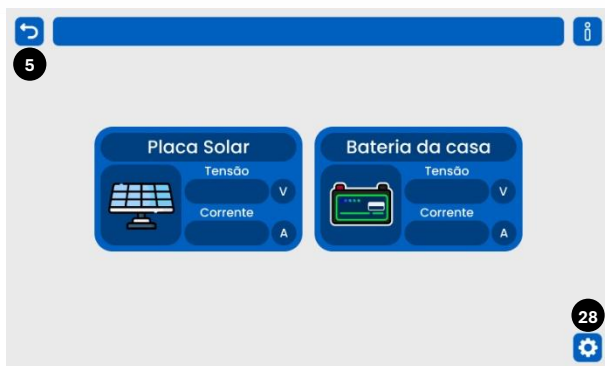 5
Placa Solar
Tensão
V
Corrente
A
Bateria da casa
Tensão
V
Corrente
A
28